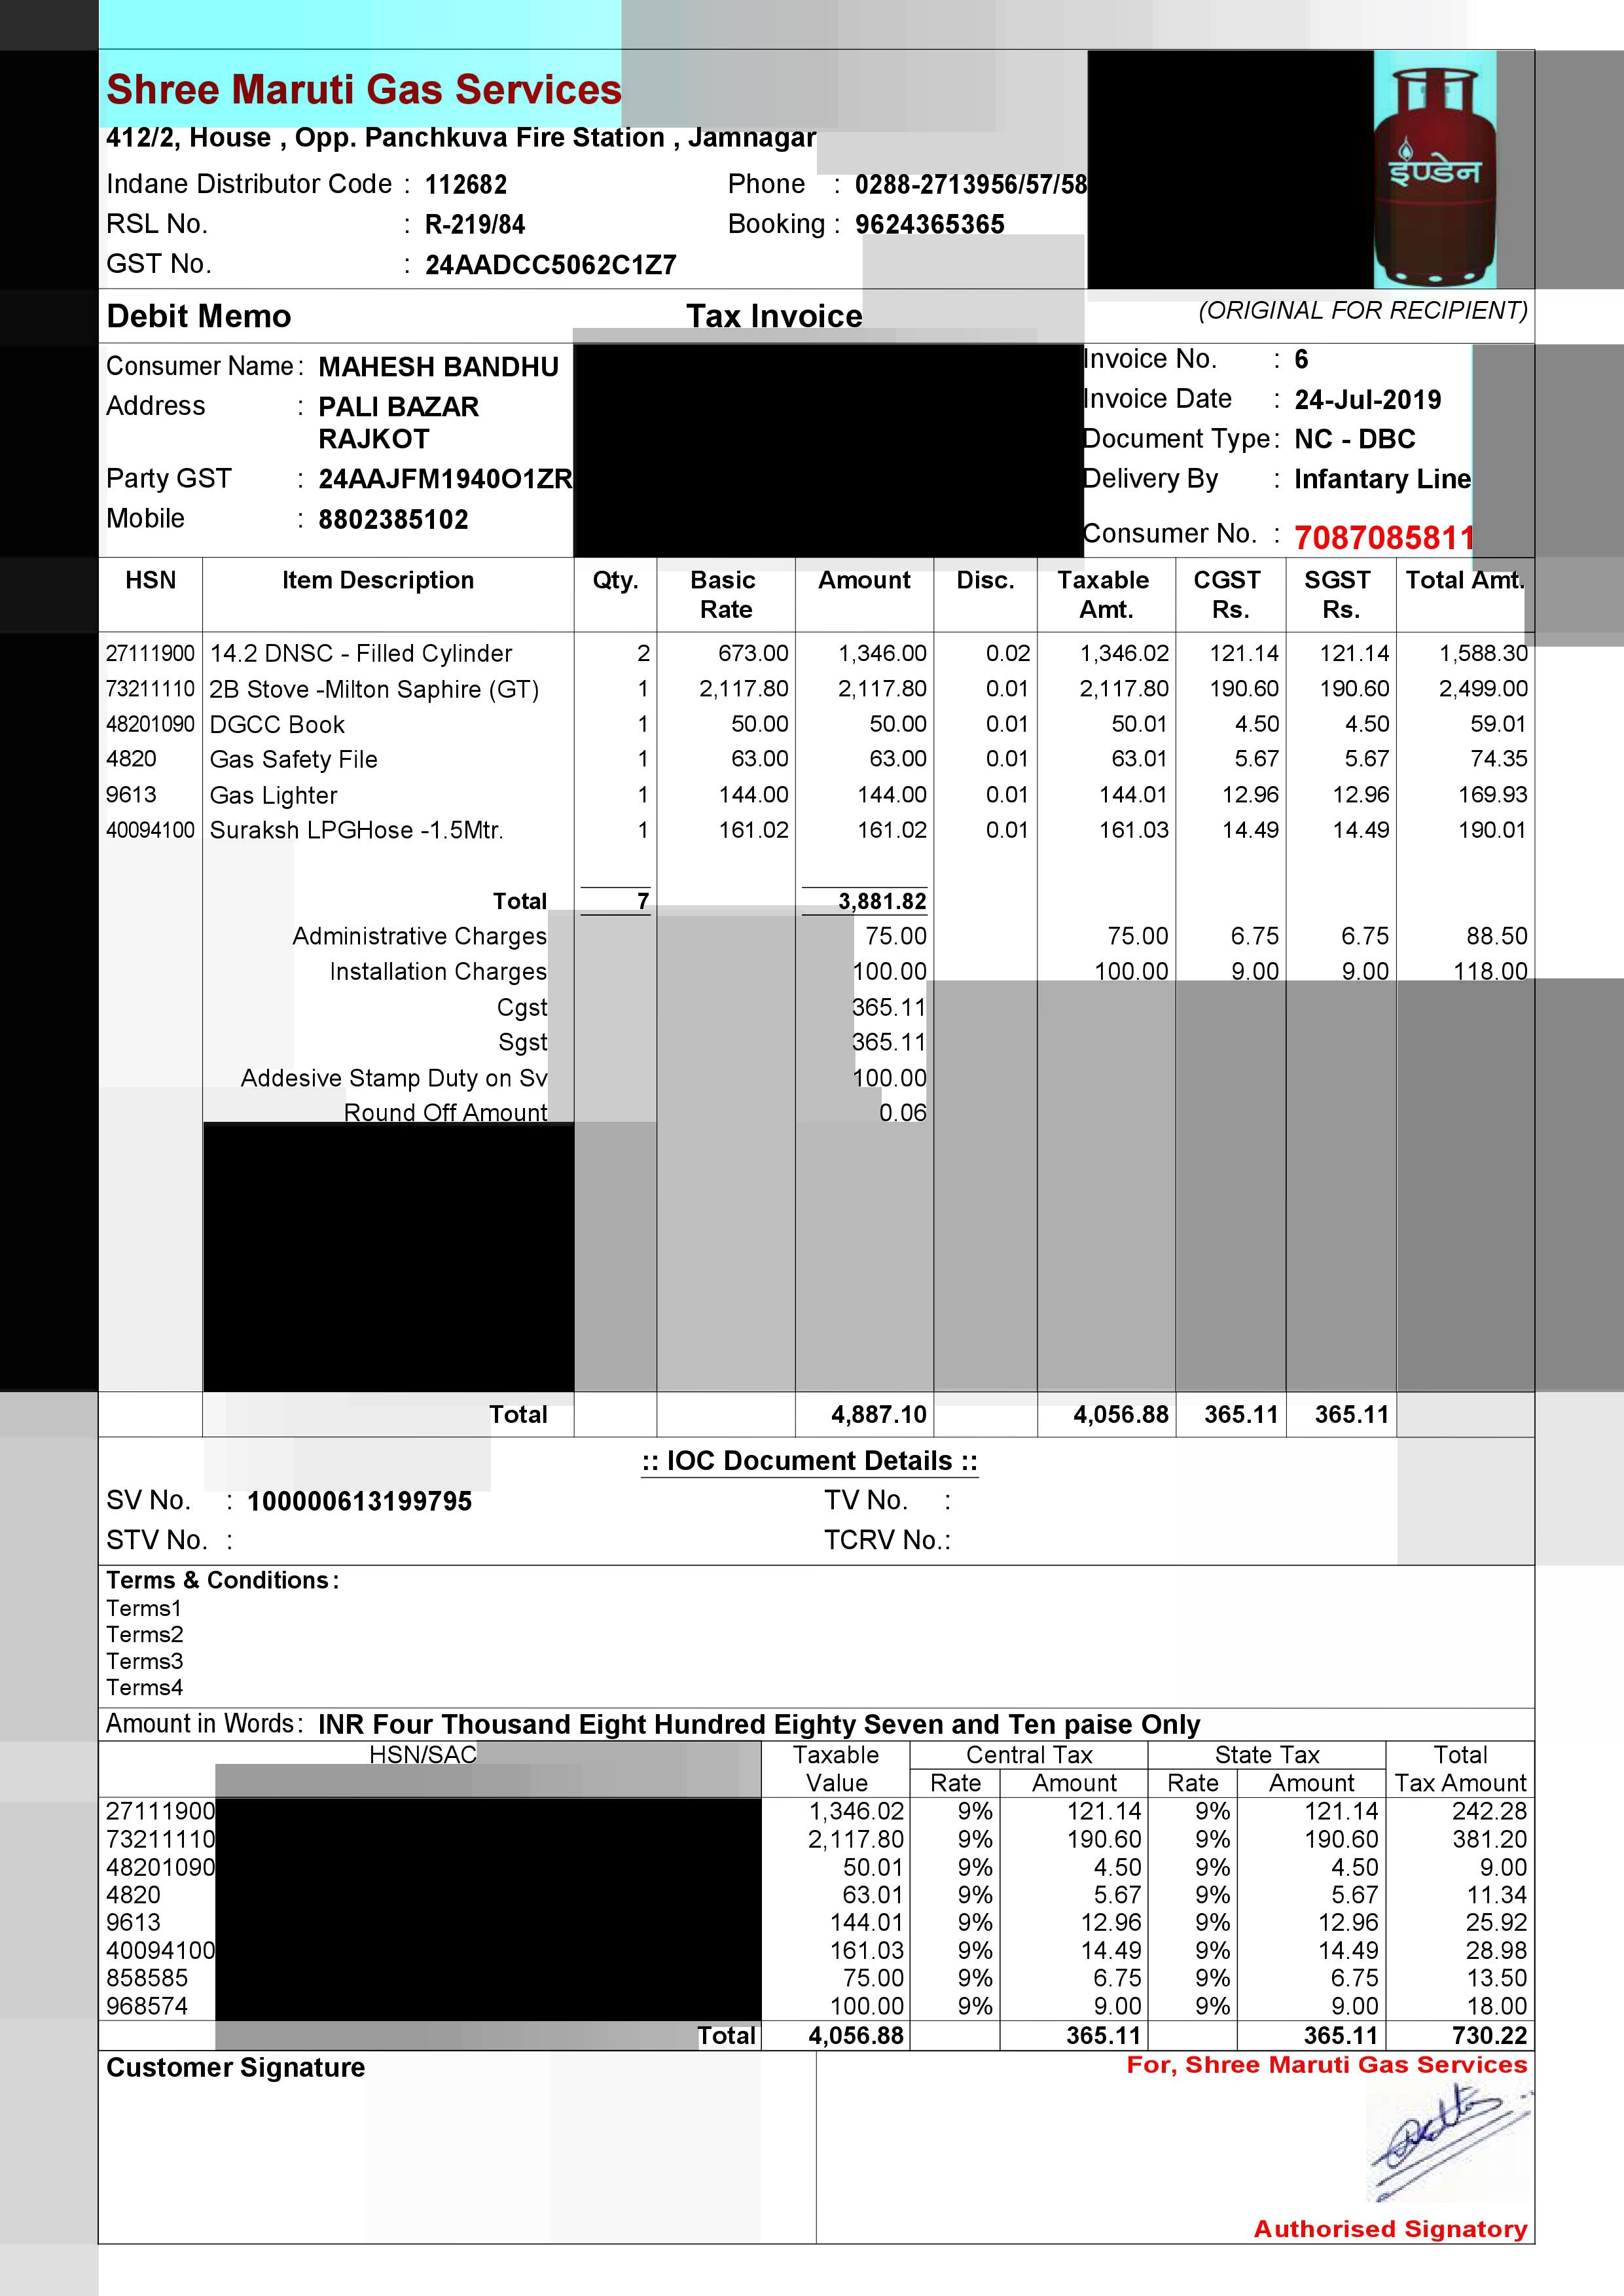 Shree Maruti Gas Services
412/2, House , Opp. Panchkuva Fire Station , Jamnagar
Indane Distributor Code : 112682 Phone : 0288-2713956/57/58
RSL No. : R-219/84 Booking : 9624365365
GST No. : 24AADCC5062C1Z7
इण्डेन
Debit Memo Tax Invoice (ORIGINAL FOR RECIPIENT)
Consumer Name : MAHESH BANDHU Invoice No. : 6
Address : PALI BAZAR Invoice Date : 24-Jul-2019
RAJKOT Document Type : NC - DBC
Party GST : 24AAJFM1940O1ZR Delivery By : Infantary Line
Mobile : 8802385102 Consumer No. : 7087085811
HSN Item Description Qty. Basic Amount Disc. Taxable CGST SGST Total Amt.
Rate Amt. Rs. Rs.
27111900 14.2 DNSC - Filled Cylinder 2 673.00 1,346.00 0.02 1,346.02 121.14 121.14 1,588.30
73211110 2B Stove -Milton Saphire (GT) 1 2,117.80 2,117.80 0.01 2,117.80 190.60 190.60 2,499.00
48201090 DGCC Book 1 50.00 50.00 0.01 50.01 4.50 4.50 59.01
4820 Gas Safety File 1 63.00 63.00 0.01 63.01 5.67 5.67 74.35
9613 Gas Lighter 1 144.00 144.00 0.01 144.01 12.96 12.96 169.93
40094100 Suraksh LPGHose -1.5Mtr. 1 161.02 161.02 0.01 161.03 14.49 14.49 190.01
Total 7 3,881.82
Administrative Charges 75.00 75.00 6.75 6.75 88.50
Installation Charges 100.00 100.00 9.00 9.00 118.00
Cgst 365.11
Sgst 365.11
Addesive Stamp Duty on Sv 100.00
Round Off Amount 0.06
Total 4,887.10 4,056.88 365.11 365.11
:: IOC Document Details ::
SV No. : 100000613199795 TV No. :
STV No. : TCRV No.:
Terms & Conditions :
Terms1
Terms2
Terms3
Terms4
Amount in Words : INR Four Thousand Eight Hundred Eighty Seven and Ten paise Only
HSN/SAC Taxable Central Tax State Tax Total
Value Rate Amount Rate Amount Tax Amount
27111900 1,346.02 9% 121.14 9% 121.14 242.28
73211110 2,117.80 9% 190.60 9% 190.60 381.20
48201090 50.01 9% 4.50 9% 4.50 9.00
4820 63.01 9% 5.67 9% 5.67 11.34
9613 144.01 9% 12.96 9% 12.96 25.92
40094100 161.03 9% 14.49 9% 14.49 28.98
858585 75.00 9% 6.75 9% 6.75 13.50
968574 100.00 9% 9.00 9% 9.00 18.00
Total 4,056.88 365.11 365.11 730.22
Customer Signature For, Shree Maruti Gas Services
Authorised Signatory